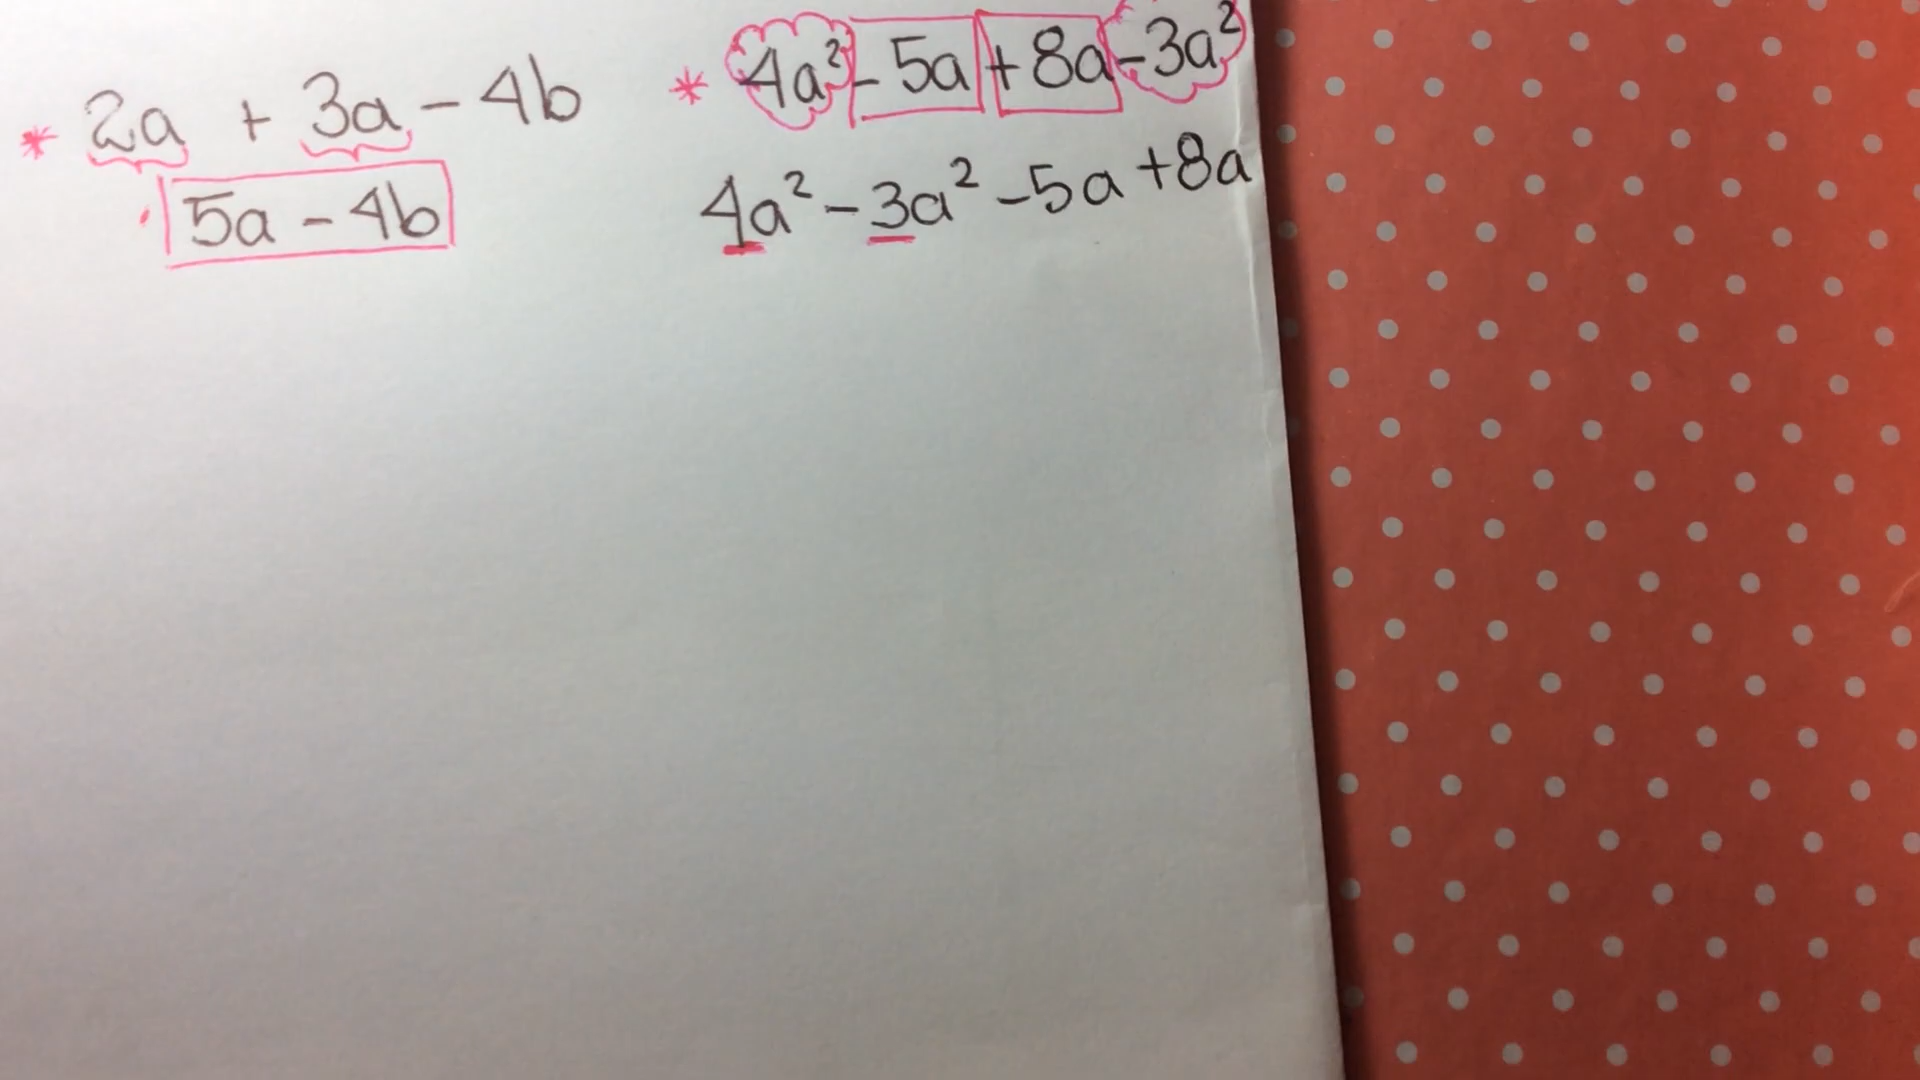 * 2a + 3a - 4b
5a - 4b
* 4a² - 5a + 8a - 3a²
4a² - 3a² - 5a + 8a